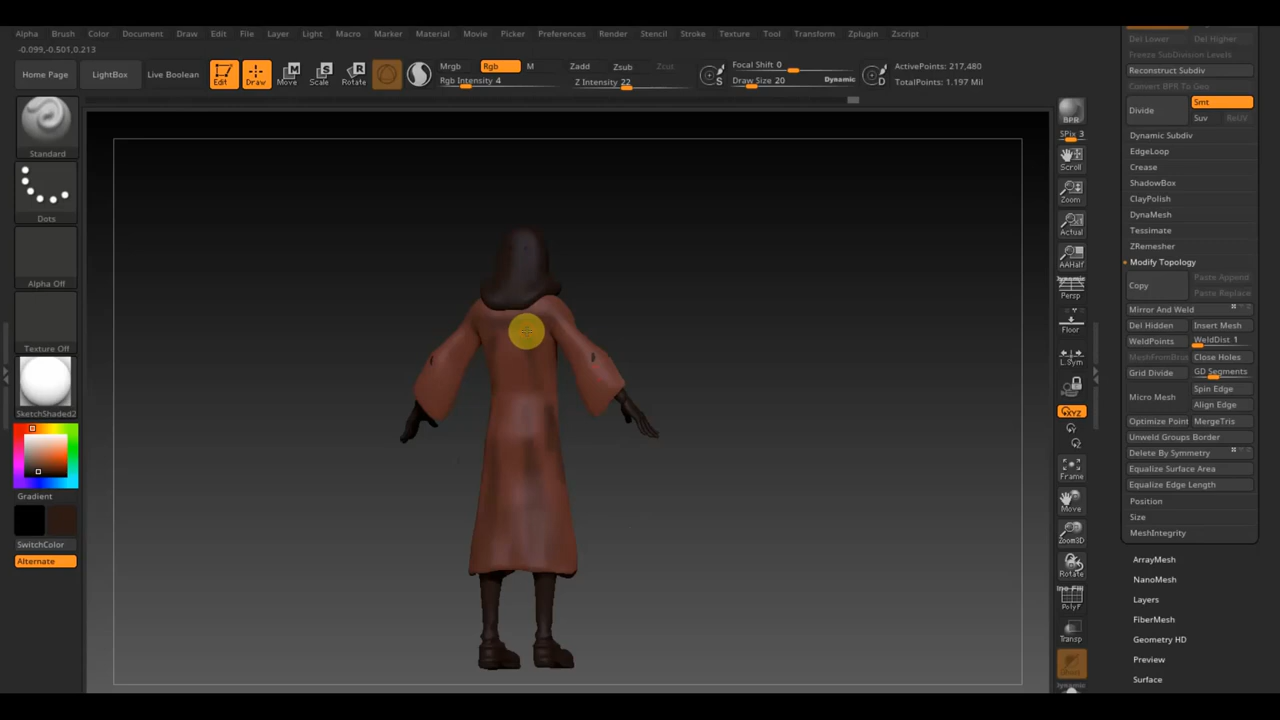 Alpha Brush Color Document Draw Edit File Layer Light Macro Marker Material Movie Picker Preferences Render Stencil Stroke Texture Tool Transform Zplugin Zscript
-0.099,-0.501,0.213
Home Page
LightBox
Live Boolean
Edit
Draw
Move
Scale
Rotate
Mrgb Rgb M
Rgb Intensity 4
Zadd Zsub Zcut
Z Intensity 22
S
Focal Shift 0
Draw Size 20 Dynamic
D
ActivePoints: 217,480
TotalPoints: 1.197 Mil
Standard
Dots
Alpha Off
Texture Off
SketchShaded2
Gradient
SwitchColor
Alternate
BPR
SPix 3
Scroll
Zoom
Actual
AAHalf
Dynamic
Persp
Floor
L.Sym
XYZ
Y
Z
Frame
Move
Zoom3D
Rotate
PolyF
Transp
Dynamic
Del Lower Del Higher
Freeze SubDivision Levels
Reconstruct Subdiv
Convert BPR To Geo
Divide
Smt
Suv ReUV
Dynamic Subdiv
EdgeLoop
Crease
ShadowBox
ClayPolish
DynaMesh
Tessimate
ZRemesher
Modify Topology
Copy
Paste Append
Paste Replace
Mirror And Weld
Del Hidden Insert Mesh
WeldPoints WeldDist 1
MeshFromBrus Close Holes
Grid Divide GD Segments
Micro Mesh
Spin Edge
Align Edge
Optimize Point MergeTris
Unweld Groups Border
Delete By Symmetry
Equalize Surface Area
Equalize Edge Length
Position
Size
MeshIntegrity
ArrayMesh
NanoMesh
Layers
FiberMesh
Geometry HD
Preview
Surface